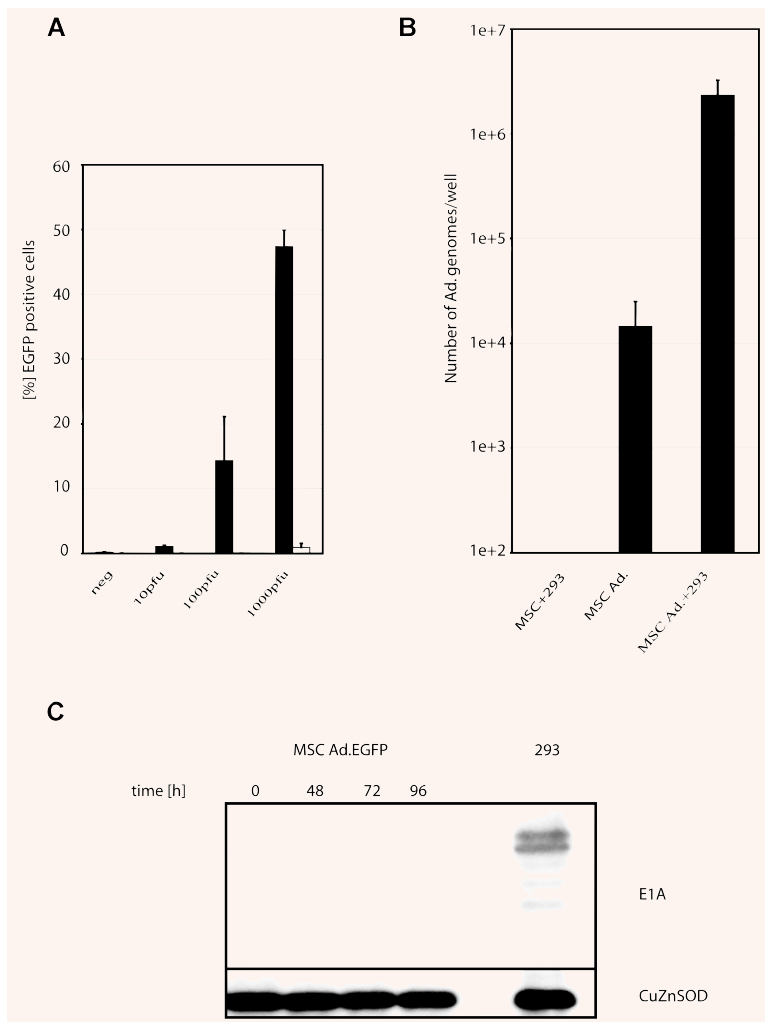 A
[%] EGFP positive cells
60
50
40
30
20
10
0
neg
10pfu
100pfu
1000pfu
B
Number of Ad. genomes/well
1e+7
1e+6
1e+5
1e+4
1e+3
1e+2
MSC+293
MSC Ad.
MSC Ad.+293
C
MSC Ad.EGFP 293
time [h] 0 48 72 96
E1A
CuZnSOD